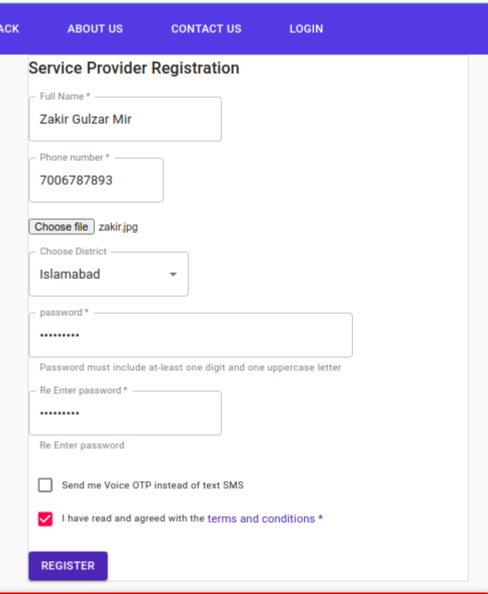 ACK ABOUT US CONTACT US LOGIN
Service Provider Registration
Full Name *
Zakir Gulzar Mir
Phone number *
7006787893
Choose file zakir.jpg
Choose District
Islamabad
password *
•••••••••
Password must include at-least one digit and one uppercase letter
Re Enter password *
•••••••••
Re Enter password
Send me Voice OTP instead of text SMS
I have read and agreed with the terms and conditions *
REGISTER